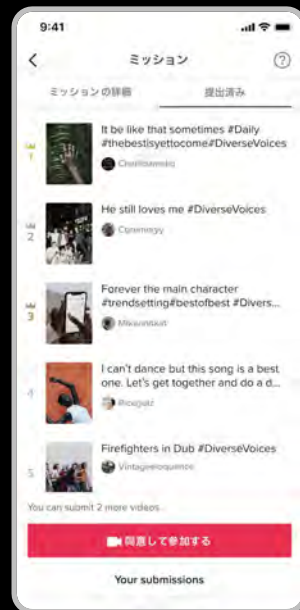 9:41
ミッション
ミッションの詳細
提出済み
1
It be like that sometimes #Daily
#thebestisyettocome#DiverseVoices
2
He still loves me #DiverseVoices
3
Forever the main character
#trendsetting#bestofbest #Divers...
4
I can't dance but this song is a best
one. Let's get together and do a d...
5
Firefighters in Dub #DiverseVoices
Vintageeloquence
You can submit 2 more videos.
同意して参加する
Your submissions